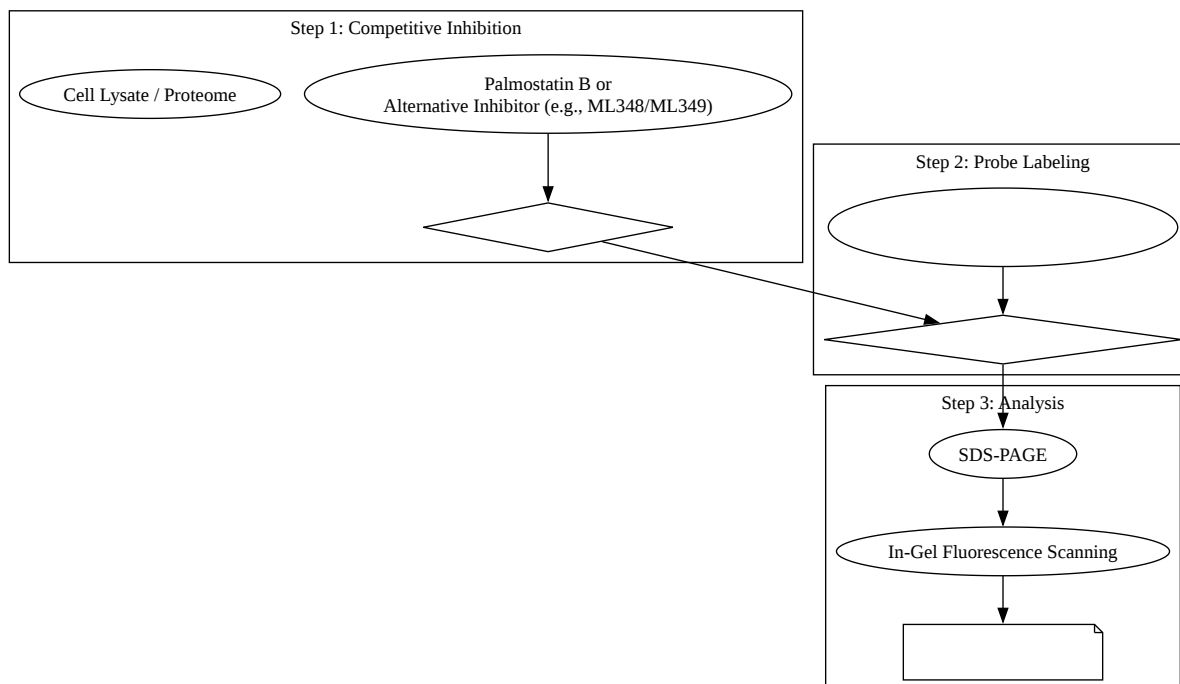 Step 1: Competitive Inhibition
Cell Lysate / Proteome
Palmostatin B or
Alternative Inhibitor (e.g., ML348/ML349)
Step 2: Probe Labeling
Step 3: Analysis
SDS-PAGE
In-Gel Fluorescence Scanning